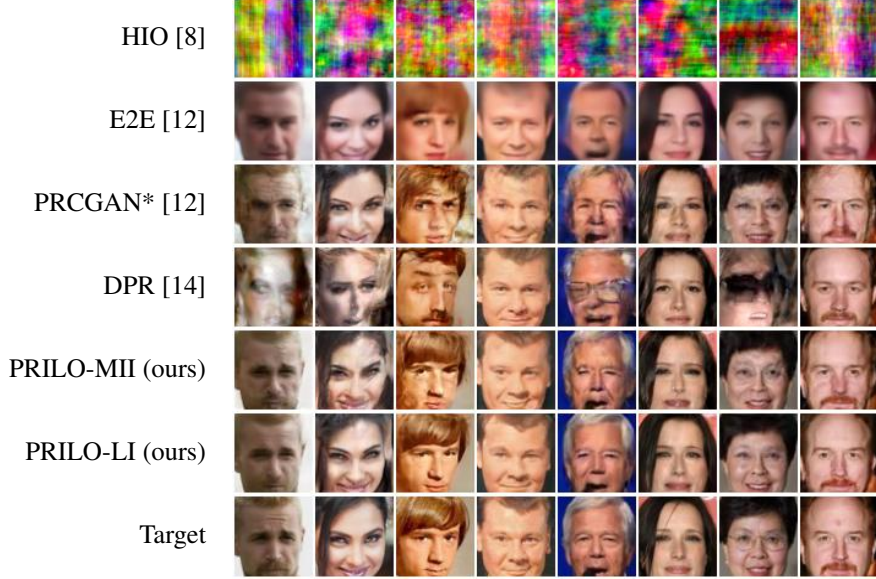 HIO [8]
E2E [12]
PRCGAN* [12]
DPR [14]
PRILO-MII (ours)
PRILO-LI (ours)
Target